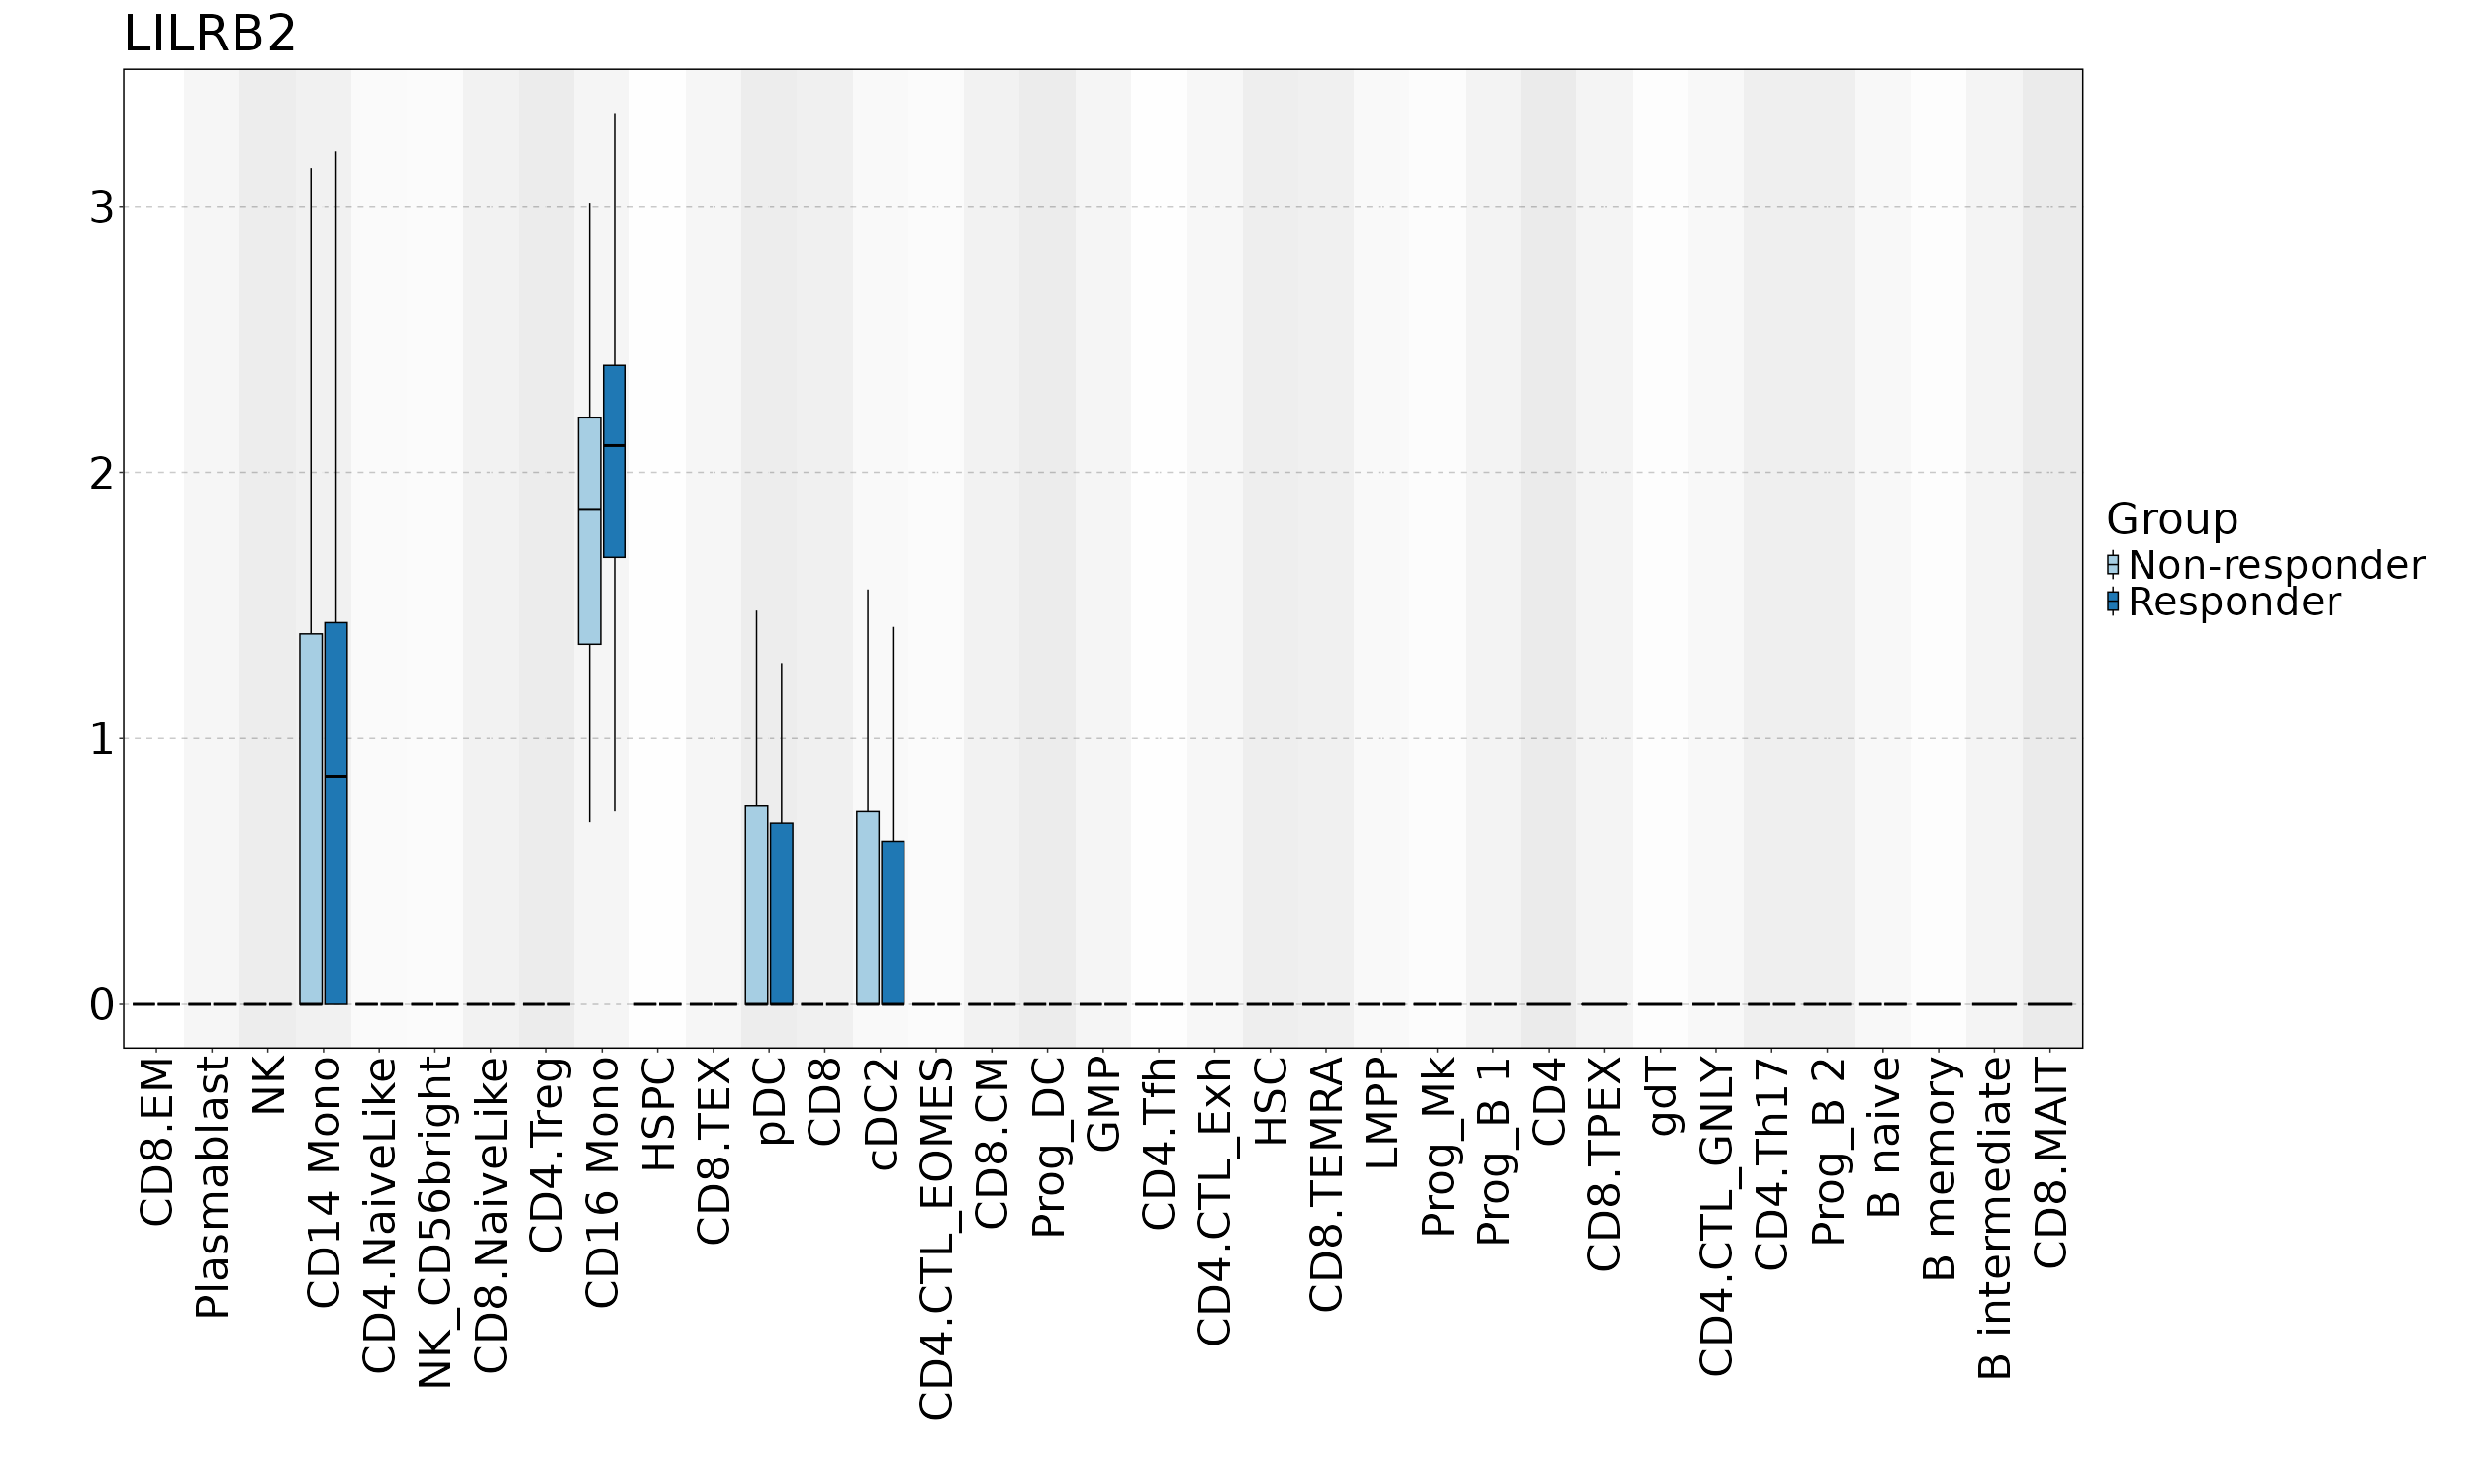 LILRB2
3
2
1
0
CD8.EM
Plasmablast
NK
CD14 Mono
CD4.NaiveLike
NK_CD56bright
CD8.NaiveLike
CD4.Treg
CD16 Mono
HSPC
CD8.TEX
pDC
CD8
cDC2
CD4.CTL_EOMES
CD8.CM
Prog_DC
GMP
CD4.Tfh
CD4.CTL_Exh
HSC
CD8.TEMRA
LMPP
Prog_Mk
Prog_B 1
CD4
CD8.TPEX
gdT
CD4.CTL_GNLY
CD4.Th17
Prog_B 2
B naive
B memory
B intermediate
CD8.MAIT
Group
Non-responder
Responder